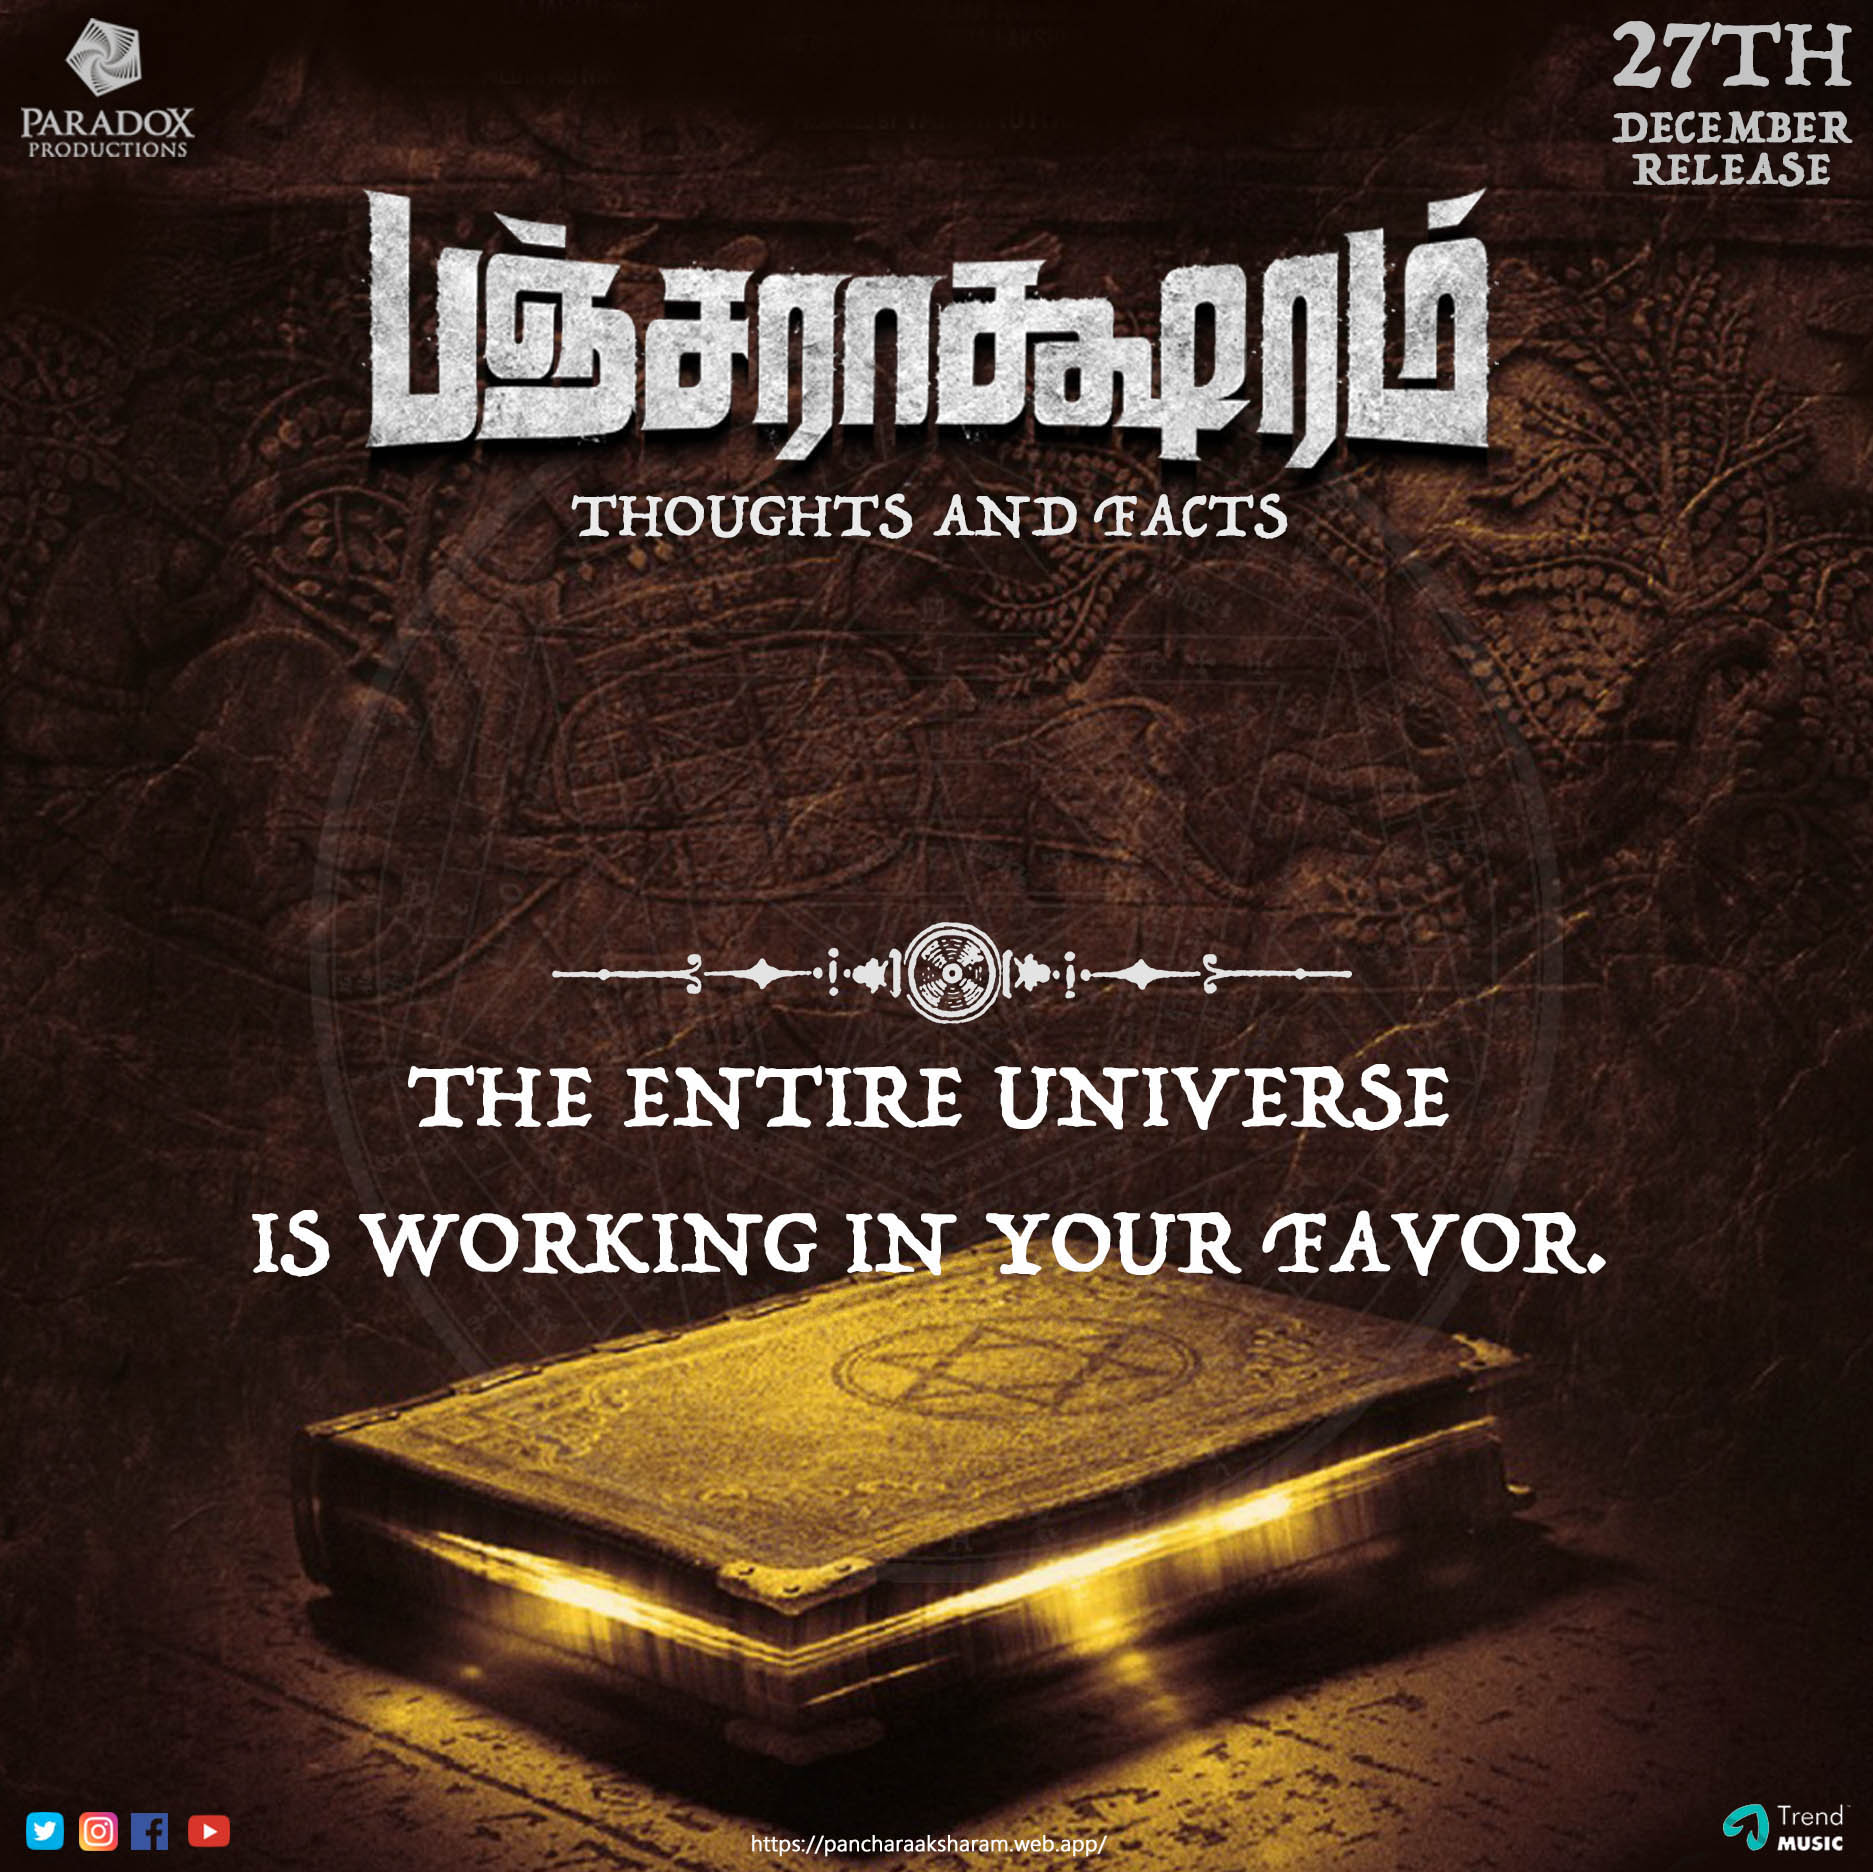 PARADOX
PRODUCTIONS
27TH
DECEMBER
RELEASE
பஞ்சராக்ஷரம்
THOUGHTS AND FACTS
THE ENTIRE UNIVERSE
IS WORKING IN YOUR FAVOR.
https://pancharaaksharam.web.app/
Trend
MUSIC